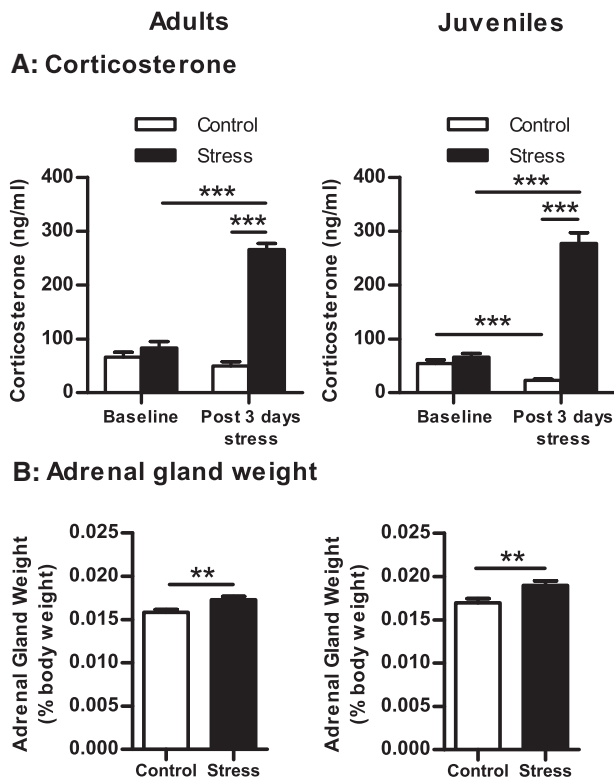 Adults
Juveniles
A: Corticosterone
Control
Stress
Corticosterone (ng/ml)
400
300
200
100
0
***
***
Baseline
Post 3 days
stress
Control
Stress
Corticosterone (ng/ml)
400
300
200
100
0
***
***
***
Baseline
Post 3 days
stress
B: Adrenal gland weight
Adrenal Gland Weight
(% body weight)
0.025
0.020
0.015
0.010
0.005
0.000
**
Control
Stress
Adrenal Gland Weight
(% body weight)
0.025
0.020
0.015
0.010
0.005
0.000
**
Control
Stress